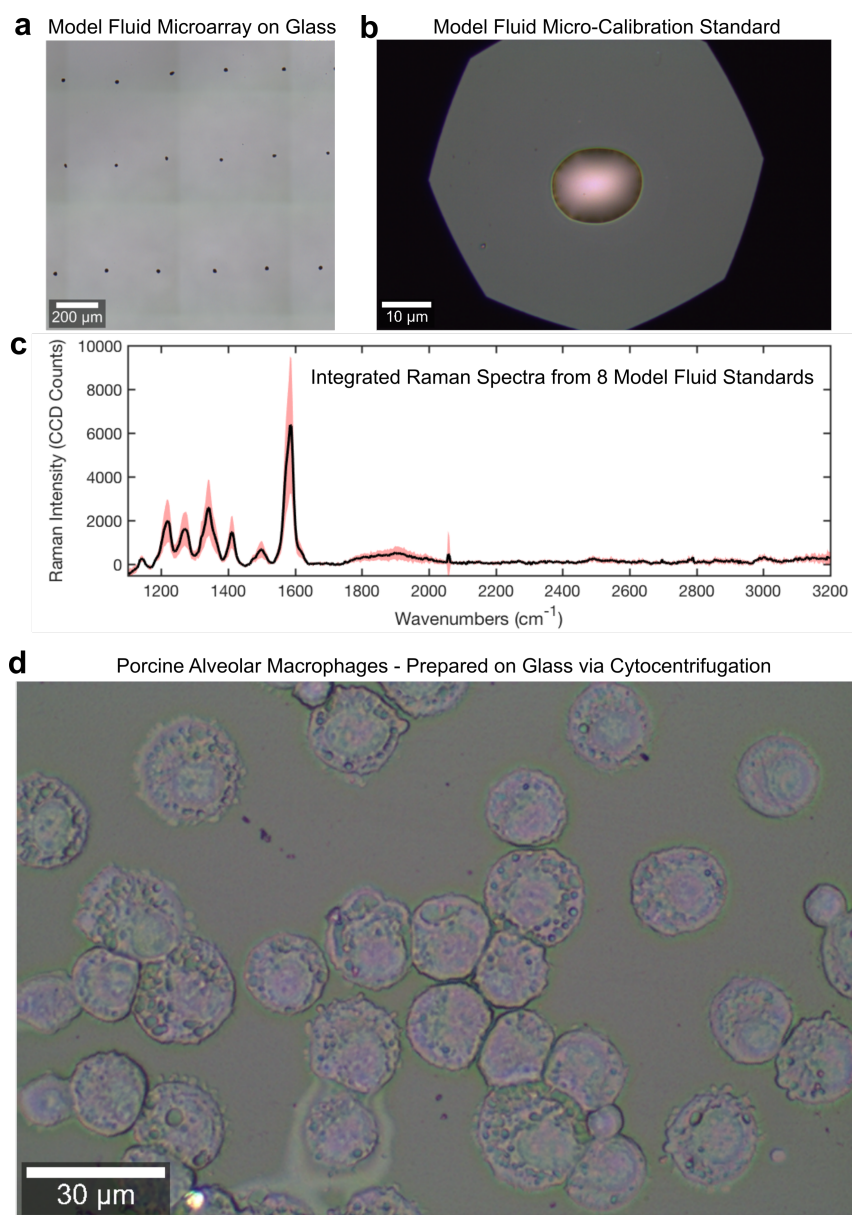 a Model Fluid Microarray on Glass
200 µm
b Model Fluid Micro-Calibration Standard
10 µm
c
Raman Intensity (CCD Counts)
10000
8000
6000
4000
2000
0
Integrated Raman Spectra from 8 Model Fluid Standards
1200 1400 1600 1800 2000 2200 2400 2600 2800 3000 3200
Wavenumbers (cm⁻¹)
d Porcine Alveolar Macrophages - Prepared on Glass via Cytocentrifugation
30 µm